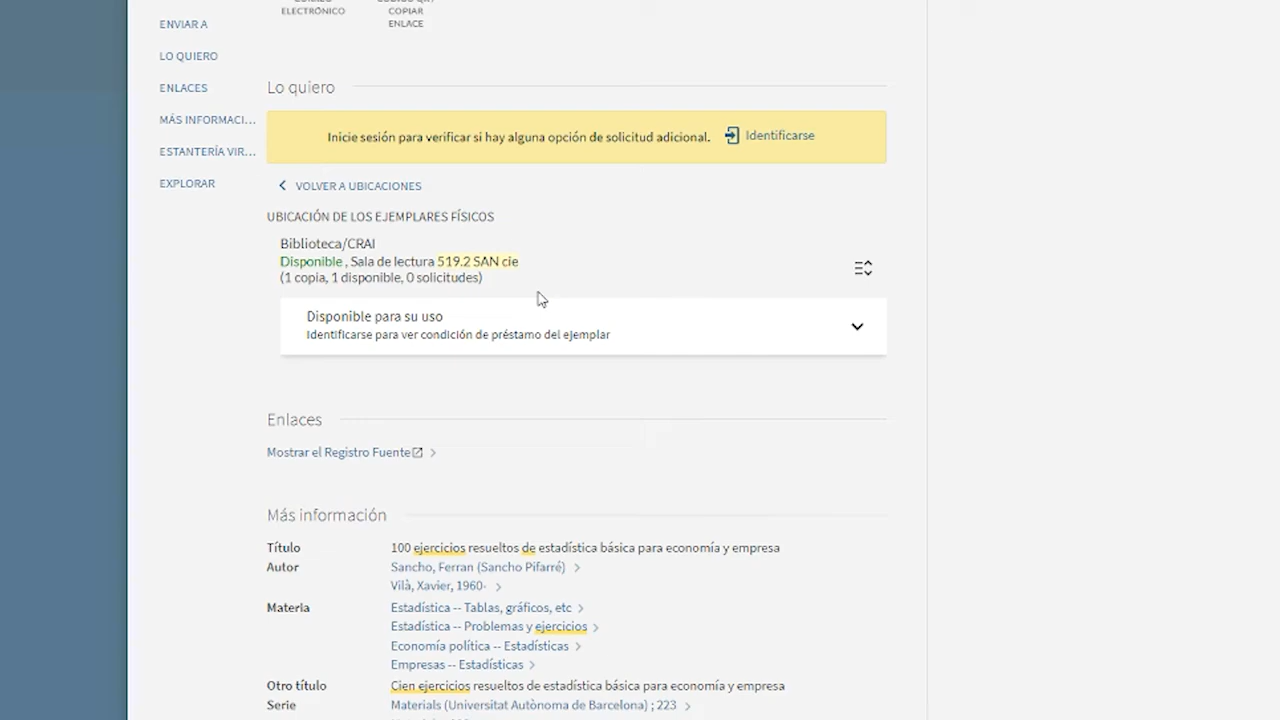 ENVIAR A
LO QUIERO
ENLACES
MÁS INFORMACI...
ESTANTERÍA VIR...
EXPLORAR
ELECTRÓNICO
COPIAR
ENLACE
Lo quiero
Inicie sesión para verificar si hay alguna opción de solicitud adicional. Identificarse
VOLVER A UBICACIONES
UBICACIÓN DE LOS EJEMPLARES FÍSICOS
Biblioteca/CRAI
Disponible , Sala de lectura 519.2 SAN cie
(1 copia, 1 disponible, 0 solicitudes)
Disponible para su uso
Identificarse para ver condición de préstamo del ejemplar
Enlaces
Mostrar el Registro Fuente
Más información
Título 100 ejercicios resueltos de estadística básica para economía y empresa
Autor Sancho, Ferran (Sancho Pifarré)
Vilà, Xavier, 1960-
Materia Estadística -- Tablas, gráficos, etc
Estadística -- Problemas y ejercicios
Economía política -- Estadísticas
Empresas -- Estadísticas
Otro título Cien ejercicios resueltos de estadística básica para economía y empresa
Serie Materials (Universitat Autònoma de Barcelona) ; 223